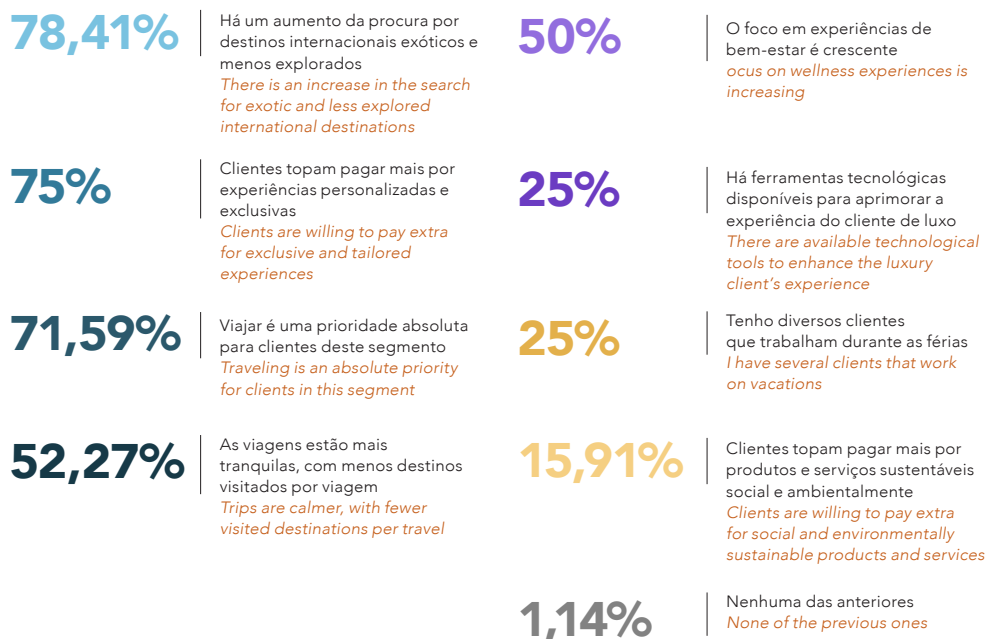 78,41%
Há um aumento da procura por
destinos internacionais exóticos e
menos explorados
There is an increase in the search
for exotic and less explored
international destinations
75%
Clientes topam pagar mais por
experiências personalizadas e
exclusivas
Clients are willing to pay extra
for exclusive and tailored
experiences
71,59%
Viajar é uma prioridade absoluta
para clientes deste segmento
Traveling is an absolute priority
for clients in this segment
52,27%
As viagens estão mais
tranquilas, com menos destinos
visitados por viagem
Trips are calmer, with fewer
visited destinations per travel
50%
O foco em experiências de
bem-estar é crescente
ocus on wellness experiences is
increasing
25%
Há ferramentas tecnológicas
disponíveis para aprimorar a
experiência do cliente de luxo
There are available technological
tools to enhance the luxury
client’s experience
25%
Tenho diversos clientes
que trabalham durante as férias
I have several clients that work
on vacations
15,91%
Clientes topam pagar mais por
produtos e serviços sustentáveis
social e ambientalmente
Clients are willing to pay extra
for social and environmentally
sustainable products and services
1,14%
Nenhuma das anteriores
None of the previous ones